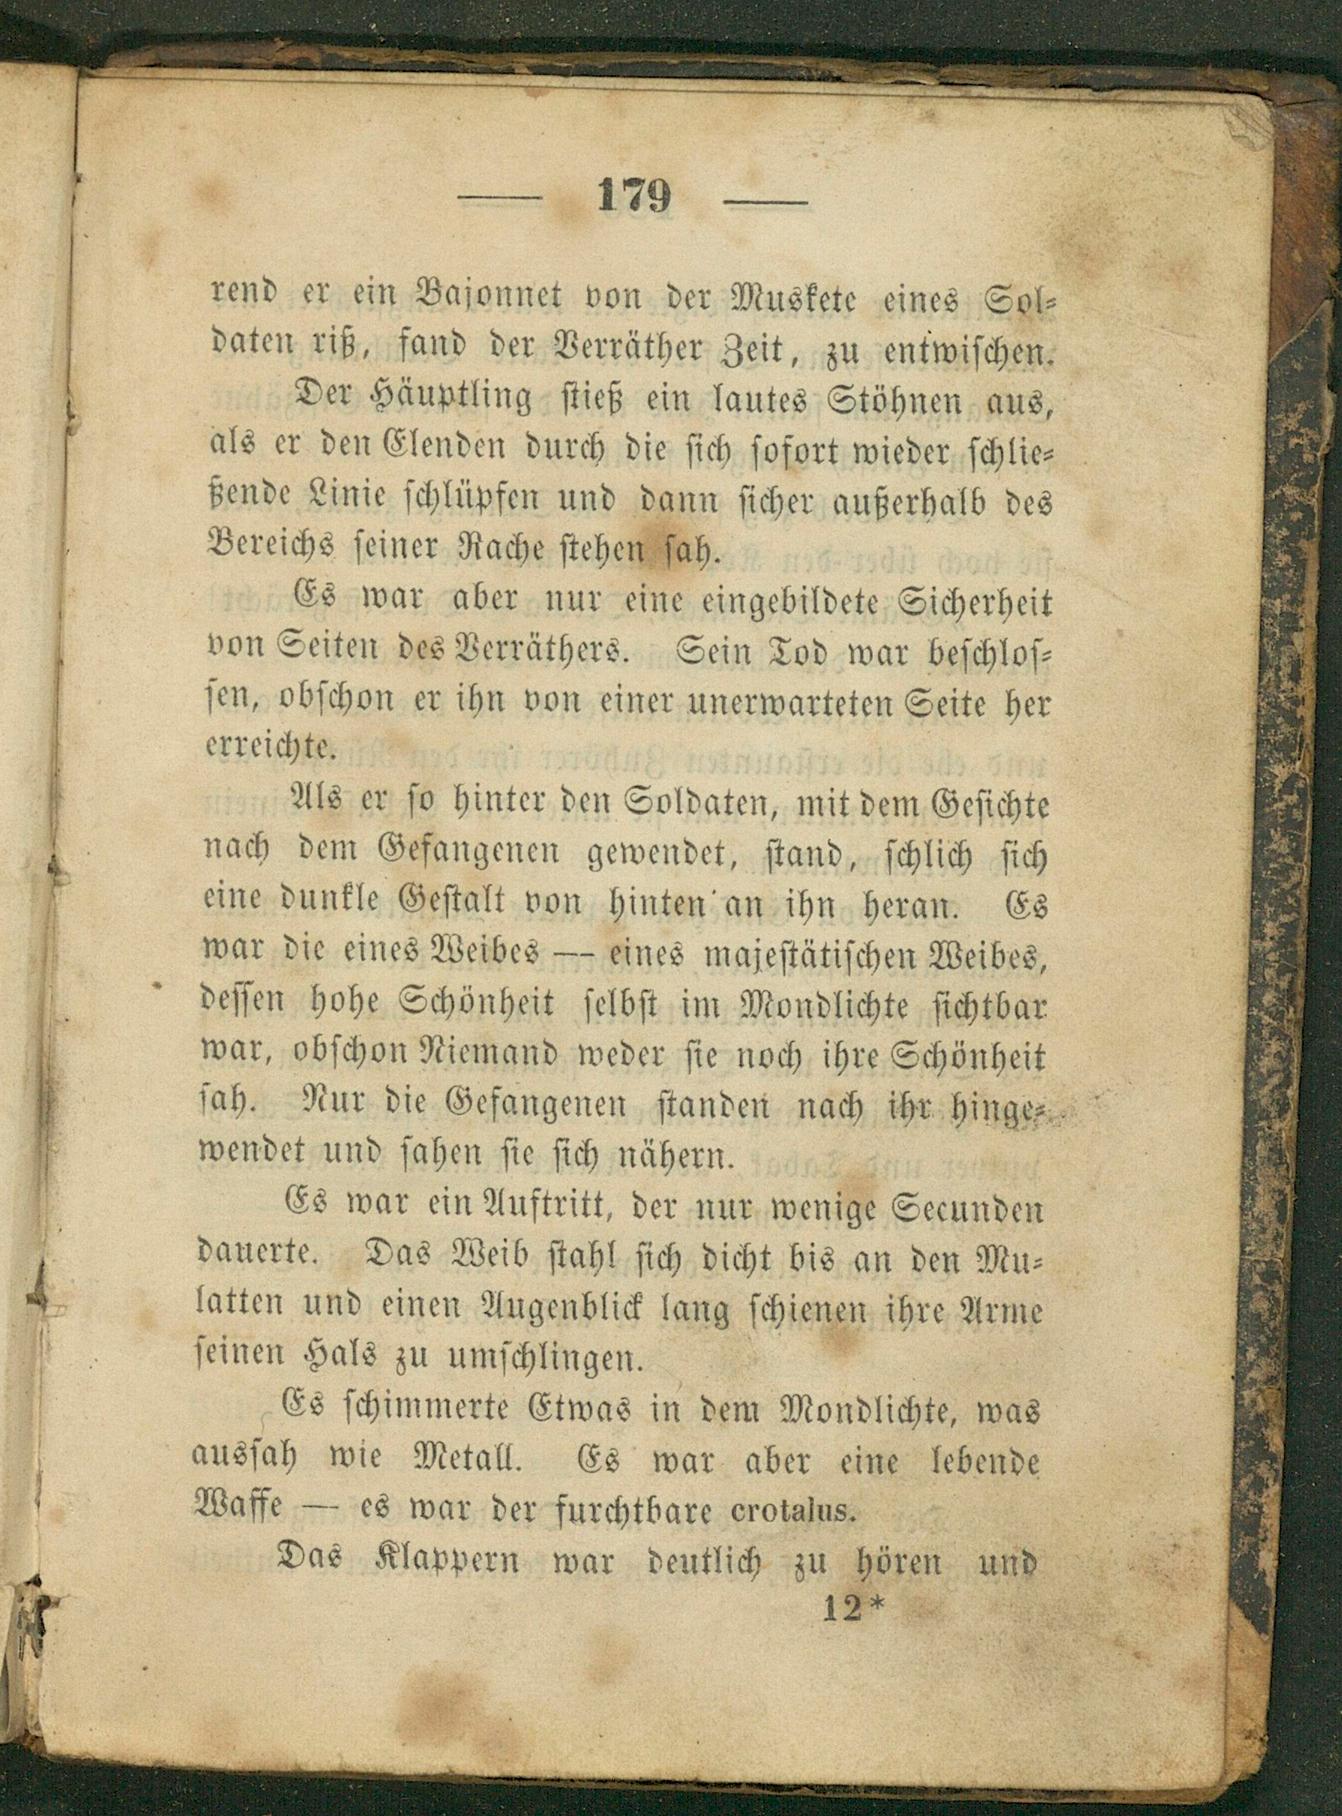 — 179 —
rend er ein Bajonnet von der Muskete eines Sol-
daten riß, fand der Verräther Zeit, zu entwischen.
Der Häuptling stieß ein lautes Stöhnen aus,
als er den Elenden durch die sich sofort wieder schlie-
ßende Linie schlüpfen und dann sicher außerhalb des
Bereichs seiner Rache stehen sah.
Es war aber nur eine eingebildete Sicherheit
von Seiten des Verräthers. Sein Tod war beschlos-
sen, obschon er ihn von einer unerwarteten Seite her
erreichte.
Als er so hinter den Soldaten, mit dem Gesichte
nach dem Gefangenen gewendet, stand, schlich sich
eine dunkle Gestalt von hinten an ihn heran. Es
war die eines Weibes — eines majestätischen Weibes,
dessen hohe Schönheit selbst im Mondlichte sichtbar
war, obschon Niemand weder sie noch ihre Schönheit
sah. Nur die Gefangenen standen nach ihr hinge-
wendet und sahen sie sich nähern.
Es war ein Auftritt, der nur wenige Secunden
dauerte. Das Weib stahl sich dicht bis an den Mu-
latten und einen Augenblick lang schienen ihre Arme
seinen Hals zu umschlingen.
Es schimmerte Etwas in dem Mondlichte, was
aussah wie Metall. Es war aber eine lebende
Waffe — es war der furchtbare crotalus.
Das Klappern war deutlich zu hören und
12*